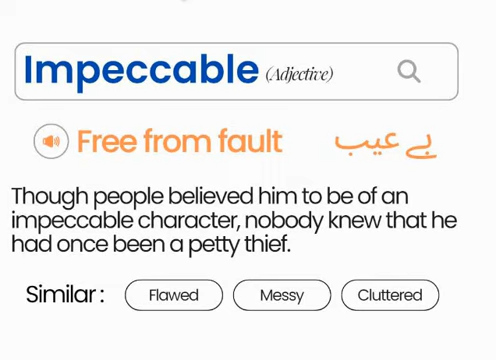 Impeccable (Adjective)
Free from fault بے عیب
Though people believed him to be of an
impeccable character, nobody knew that he
had once been a petty thief.
Similar : Flawed Messy Cluttered